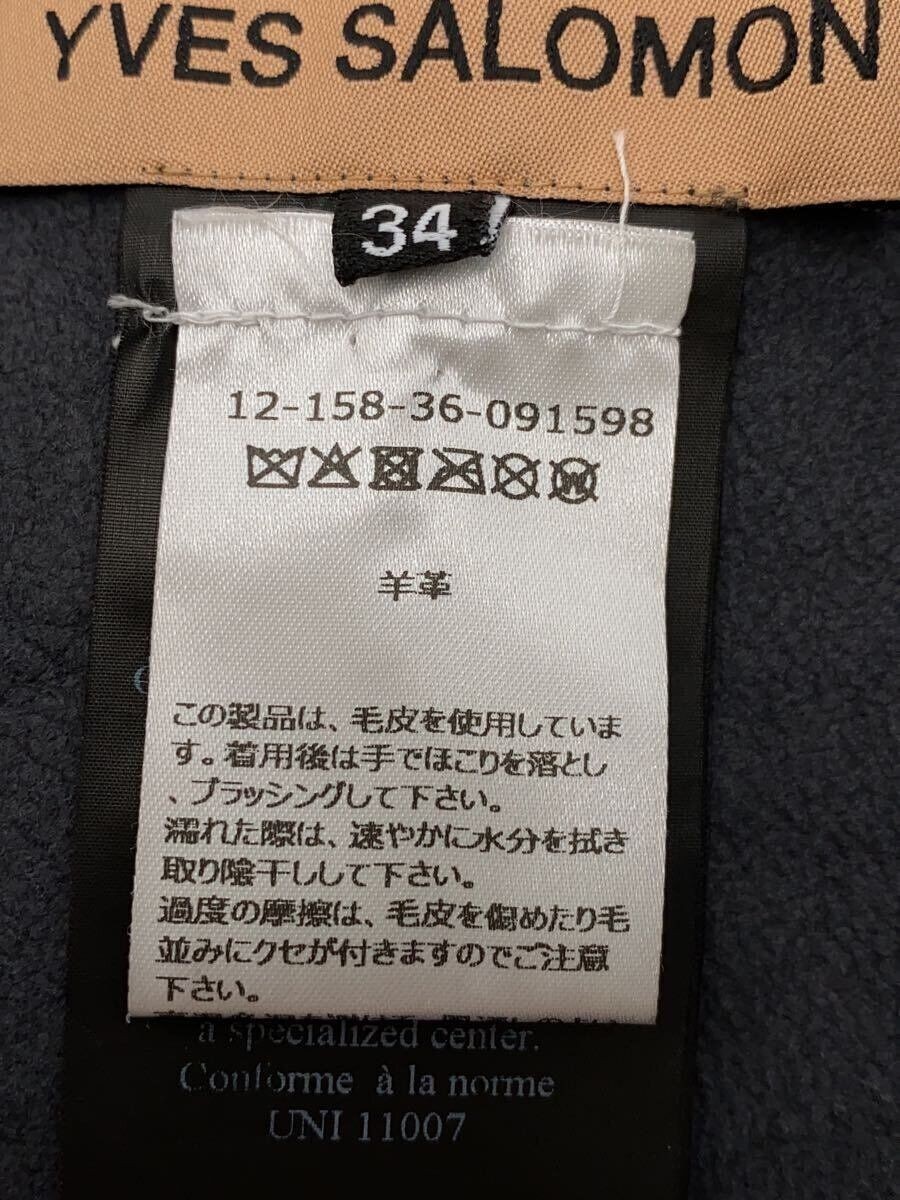 YVES SALOMON
34
12-158-36-091598
羊革
この製品は、毛皮を使用していま
す。着用後は手でほこりを落とし
、ブラッシングして下さい。
濡れた際は、速やかに水分を拭き
取り陰干しして下さい。
過度の摩擦は、毛皮を傷めたり毛
並みにクセが付きますのでご注意
下さい。
a specialized center.
Conforme à la norme
UNI 11007